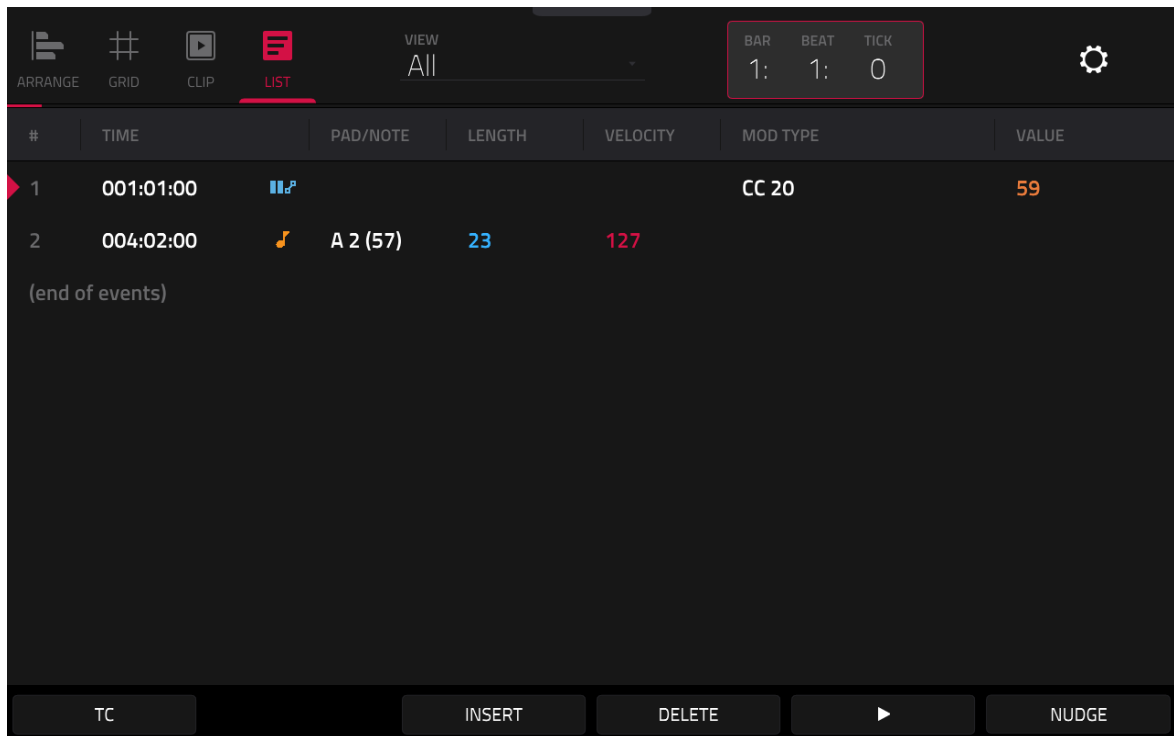 VIEW
All
BAR BEAT TICK
1: 1: 0
ARRANGE GRID CLIP LIST
# TIME PAD/NOTE LENGTH VELOCITY MOD TYPE VALUE
1 001:01:00 CC 20 59
2 004:02:00 A 2 (57) 23 127
(end of events)
TC INSERT DELETE NUDGE